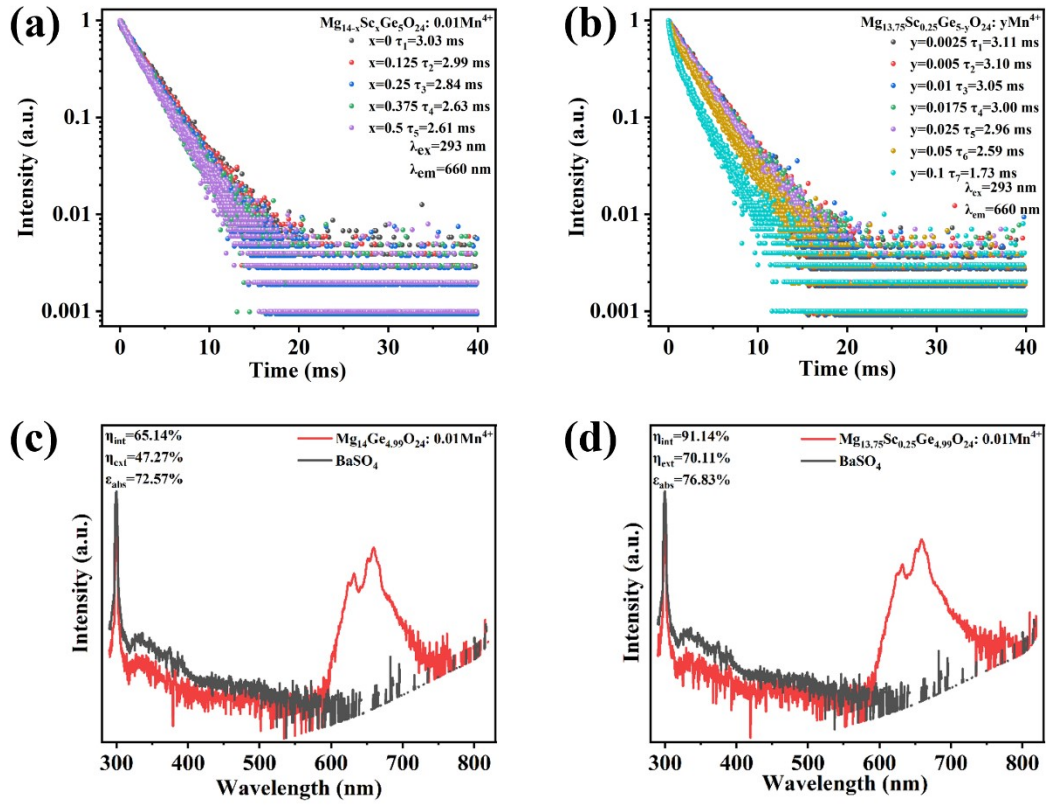 (a)
Mg₁₄₋ₓScₓGe₅O₂₄: 0.01Mn⁴⁺
x=0 τ₁=3.03 ms
x=0.125 τ₂=2.99 ms
x=0.25 τ₃=2.84 ms
x=0.375 τ₄=2.63 ms
x=0.5 τ₅=2.61 ms
λex=293 nm
λem=660 nm
1
0.1
0.01
0.001
Intensity (a.u.)
0 10 20 30 40
Time (ms)
(b)
Mg₁₃.₇₅Sc₀.₂₅Ge₅₋yO₂₄: yMn⁴⁺
y=0.0025 τ₁=3.11 ms
y=0.005 τ₂=3.10 ms
y=0.01 τ₃=3.05 ms
y=0.0175 τ₄=3.00 ms
y=0.025 τ₅=2.96 ms
y=0.05 τ₆=2.59 ms
y=0.1 τ₇=1.73 ms
λex=293 nm
λem=660 nm
1
0.1
0.01
0.001
Intensity (a.u.)
0 10 20 30 40
Time (ms)
(c)
ηint=65.14%
ηext=47.27%
εabs=72.57%
Mg₁₄Ge₄.₉₉O₂₄: 0.01Mn⁴⁺
BaSO₄
Intensity (a.u.)
300 400 500 600 700 800
Wavelength (nm)
(d)
ηint=91.14%
ηext=70.11%
εabs=76.83%
Mg₁₃.₇₅Sc₀.₂₅Ge₄.₉₉O₂₄: 0.01Mn⁴⁺
BaSO₄
Intensity (a.u.)
300 400 500 600 700 800
Wavelength (nm)